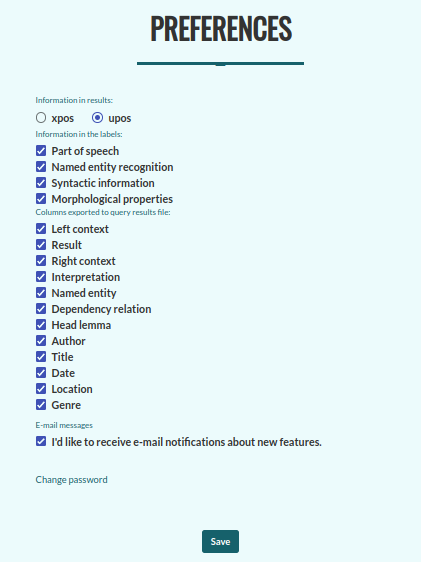 PREFERENCES
Information in results:
xpos upos
Information in the labels:
Part of speech
Named entity recognition
Syntactic information
Morphological properties
Columns exported to query results file:
Left context
Result
Right context
Interpretation
Named entity
Dependency relation
Head lemma
Author
Title
Date
Location
Genre
E-mail messages
I'd like to receive e-mail notifications about new features.
Change password
Save